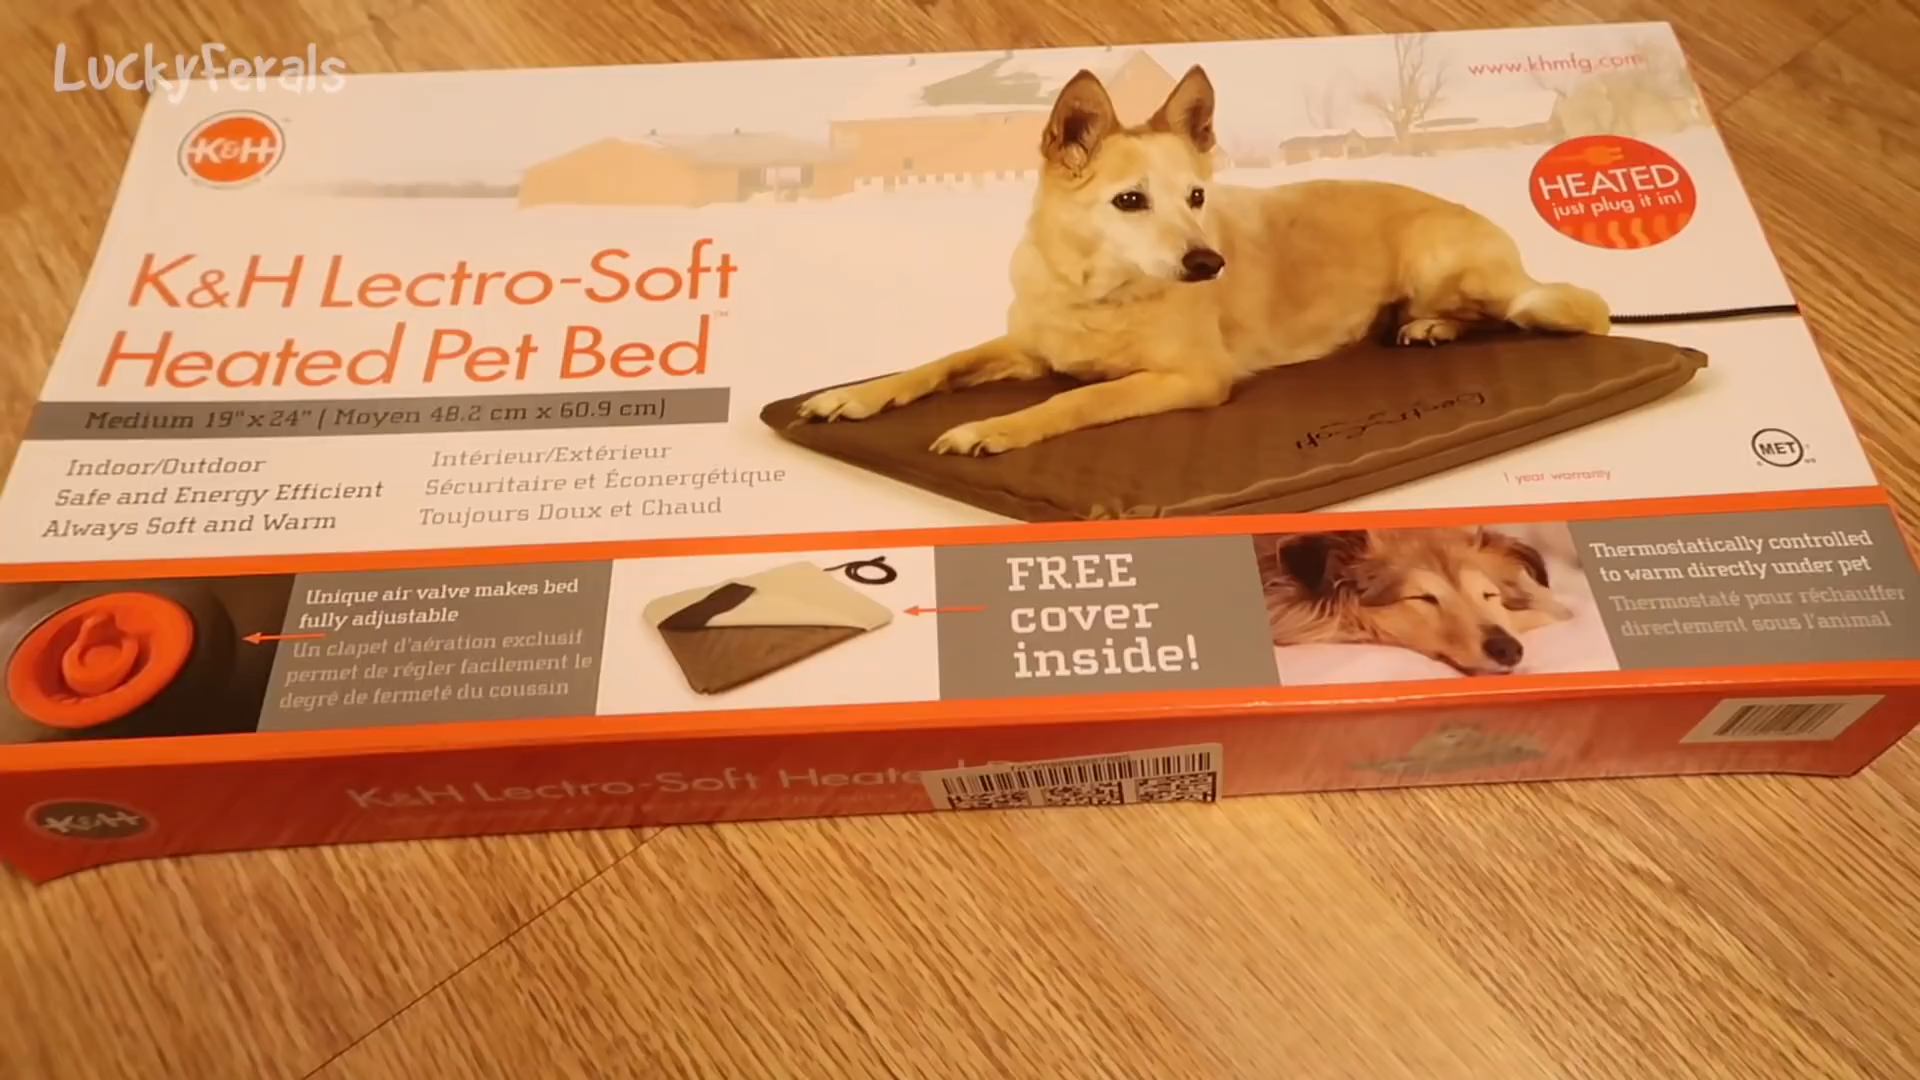 LuckyFerals
www.khmfg.com
K&H
HEATED
just plug it in!
K&H Lectro-Soft
Heated Pet Bed™
Medium 19" x 24" ( Moyen 48.2 cm x 60.9 cm)
Indoor/Outdoor
Safe and Energy Efficient
Always Soft and Warm
Intérieur/Extérieur
Sécuritaire et Éconergétique
Toujours Doux et Chaud
Lectro-Soft
MET
1 year warranty
Unique air valve makes bed
fully adjustable
Un clapet d'aération exclusif
permet de régler facilement le
degré de fermeté du coussin
FREE
cover
inside!
Thermostatically controlled
to warm directly under pet
Thermostaté pour réchauffer
directement sous l'animal
K&H
K&H Lectro-Soft Heate